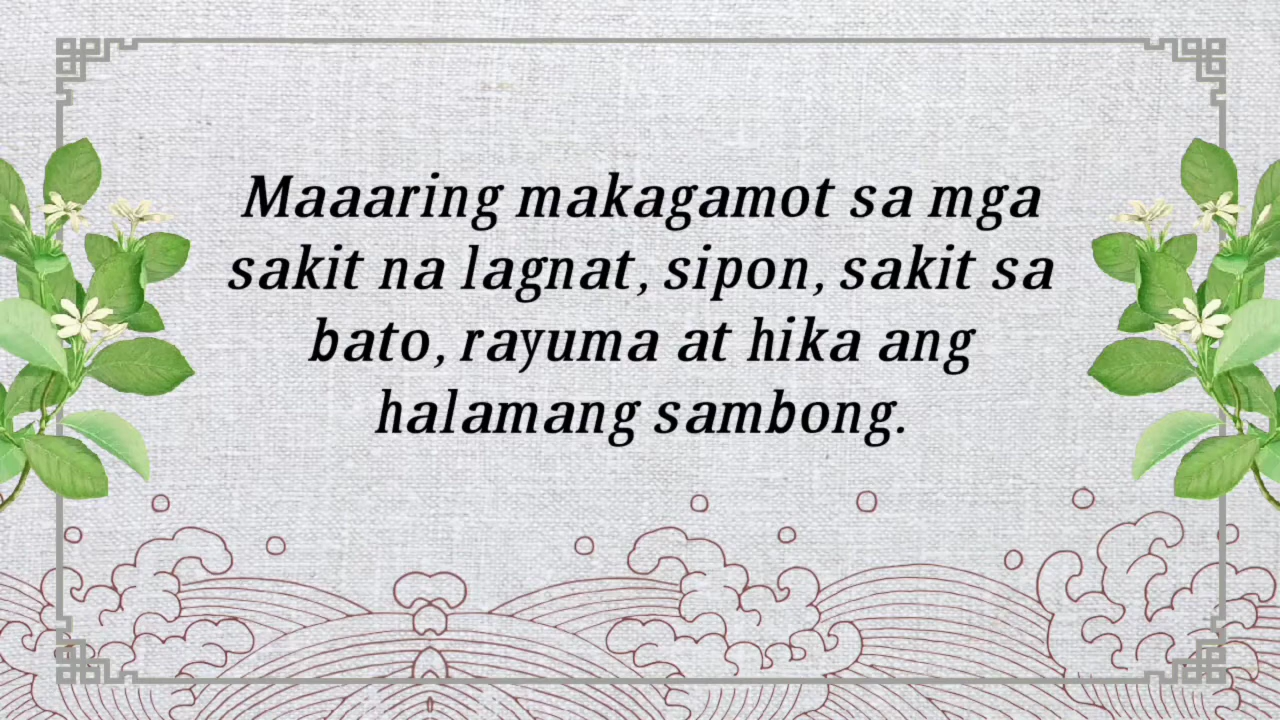 Maaaring makagamot sa mga
sakit na lagnat, sipon, sakit sa
bato, rayuma at hika ang
halamang sambong.